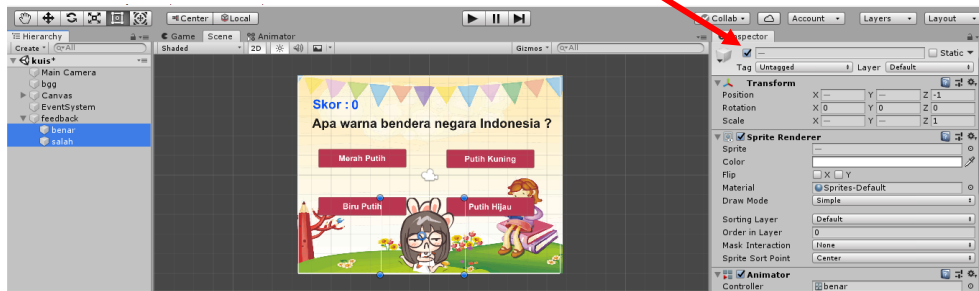 Center Local Collab Account Layers Layout
Hierarchy Game Scene Animator Inspector
Create All Shaded 2D Gizmos All Static
kuis* Tag Untagged Layer Default
Main Camera
bgg
Canvas
EventSystem
feedback
benar
salah
Skor : 0
Apa warna bendera negara Indonesia ?
Merah Putih Putih Kuning
Biru Putih Putih Hijau
Transform
Position X — Y — Z -1
Rotation X 0 Y 0 Z 0
Scale X — Y — Z 1
Sprite Renderer
Sprite —
Color
Flip X Y
Material Sprites-Default
Draw Mode Simple
Sorting Layer Default
Order in Layer 0
Mask Interaction None
Sprite Sort Point Center
Animator
Controller benar